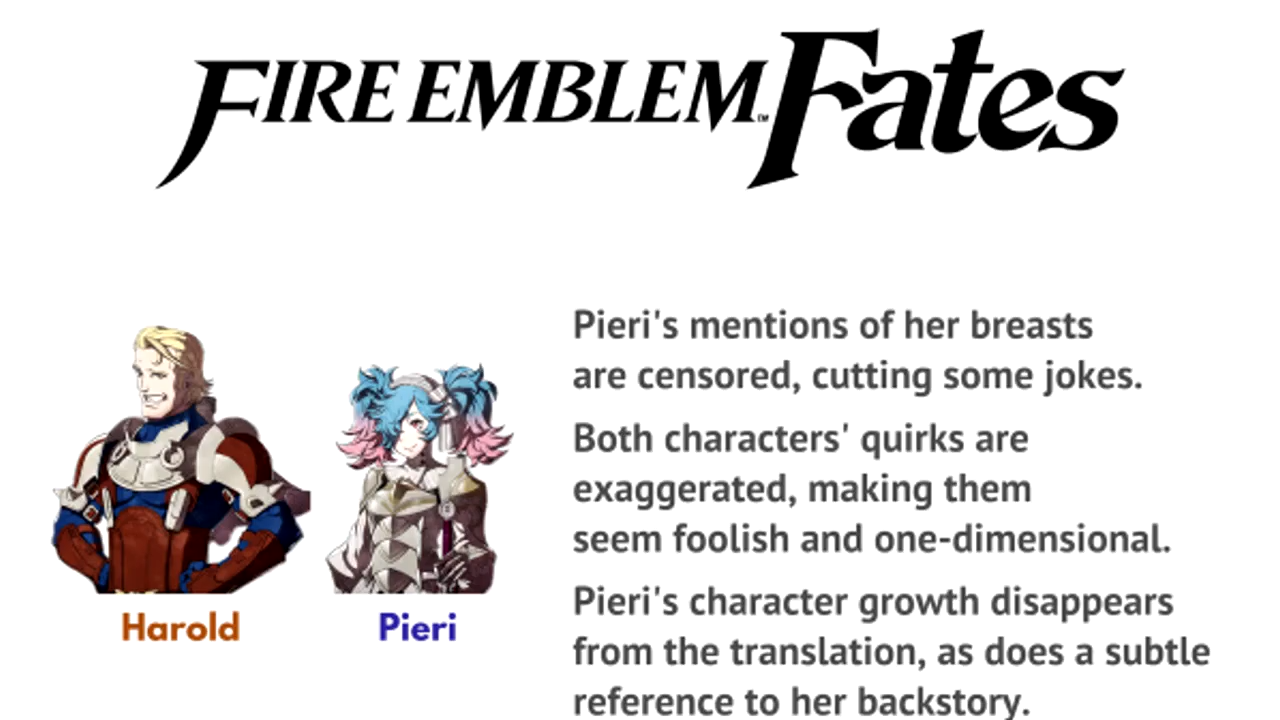 FIRE EMBLEM™ Fates
Pieri's mentions of her breasts
are censored, cutting some jokes.
Both characters' quirks are
exaggerated, making them
seem foolish and one-dimensional.
Pieri's character growth disappears
from the translation, as does a subtle
reference to her backstory.
Harold
Pieri